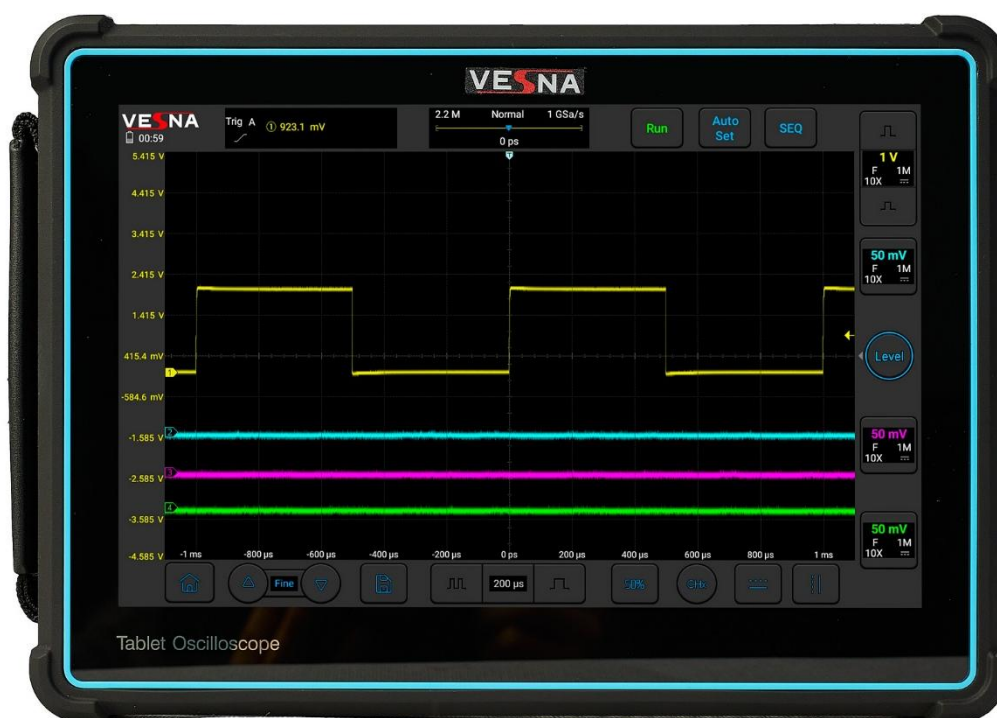 VESNA
VESNA
00:59
Trig A ① 923.1 mV
2.2 M Normal 1 GSa/s
0 ps
Run
Auto
Set
SEQ
T
5.415 V
4.415 V
3.415 V
2.415 V
1.415 V
415.4 mV
-584.6 mV
-1.585 V
-2.585 V
-3.585 V
-4.585 V
1
2
3
4
1 V
F 1M
10X
50 mV
F 1M
10X
Level
50 mV
F 1M
10X
50 mV
F 1M
10X
-1 ms -800 µs -600 µs -400 µs -200 µs 0 ps 200 µs 400 µs 600 µs 800 µs 1 ms
Fine
200 µs
50%
Tablet Oscilloscope